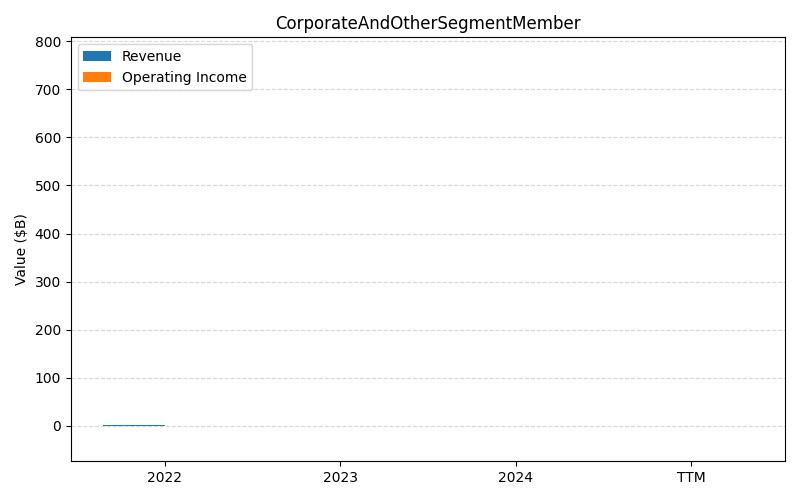 CorporateAndOtherSegmentMember
800
700
600
500
400
300
200
100
0
Value ($B)
Revenue
Operating Income
2022 2023 2024 TTM